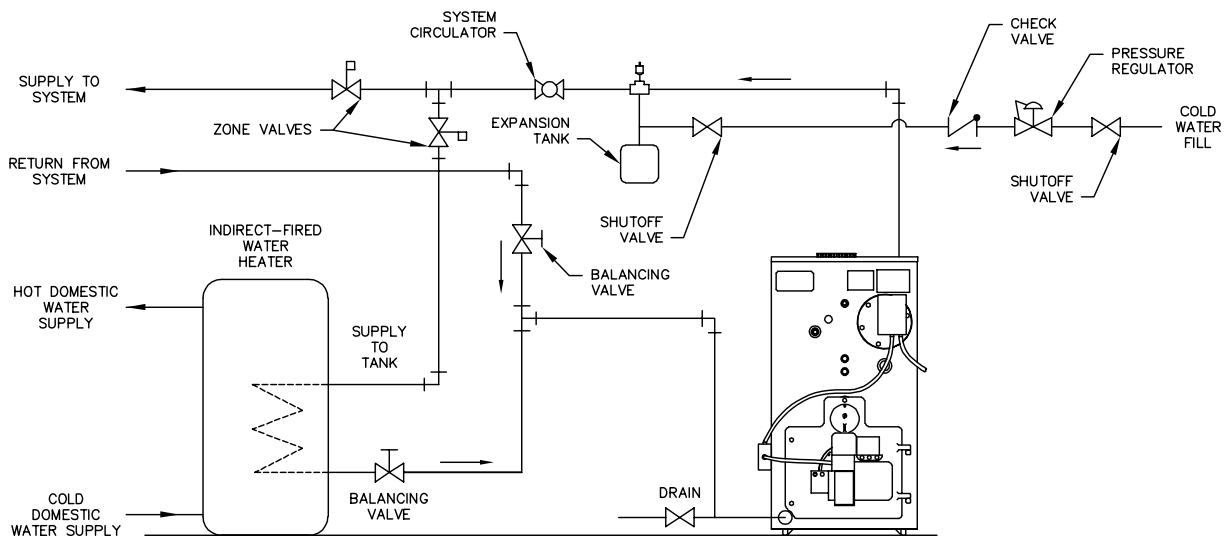 SYSTEM
CIRCULATOR
CHECK
VALVE
PRESSURE
REGULATOR
SUPPLY TO
SYSTEM
ZONE VALVES
EXPANSION
TANK
COLD
WATER
FILL
RETURN FROM
SYSTEM
SHUTOFF
VALVE
SHUTOFF
VALVE
INDIRECT-FIRED
WATER
HEATER
BALANCING
VALVE
HOT DOMESTIC
WATER
SUPPLY
SUPPLY
TO
TANK
COLD
DOMESTIC
WATER SUPPLY
BALANCING
VALVE
DRAIN